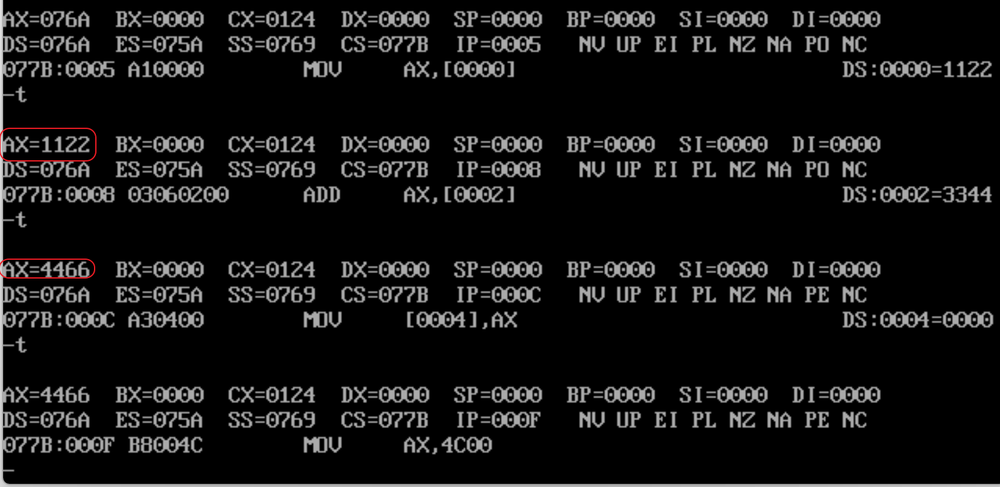 AX=076A  BX=0000  CX=0124  DX=0000  SP=0000  BP=0000  SI=0000  DI=0000
DS=076A  ES=075A  SS=0769  CS=077B  IP=0005   NV UP EI PL NZ NA PO NC
077B:0005 A10000        MOV     AX,[0000]                          DS:0000=1122
-t
AX=1122  BX=0000  CX=0124  DX=0000  SP=0000  BP=0000  SI=0000  DI=0000
DS=076A  ES=075A  SS=0769  CS=077B  IP=0008   NV UP EI PL NZ NA PO NC
077B:0008 03060200      ADD     AX,[0002]                          DS:0002=3344
-t
AX=4466  BX=0000  CX=0124  DX=0000  SP=0000  BP=0000  SI=0000  DI=0000
DS=076A  ES=075A  SS=0769  CS=077B  IP=000C   NV UP EI PL NZ NA PE NC
077B:000C A30400        MOV     [0004],AX                          DS:0004=0000
-t
AX=4466  BX=0000  CX=0124  DX=0000  SP=0000  BP=0000  SI=0000  DI=0000
DS=076A  ES=075A  SS=0769  CS=077B  IP=000F   NV UP EI PL NZ NA PE NC
077B:000F B8004C        MOV     AX,4C00
-